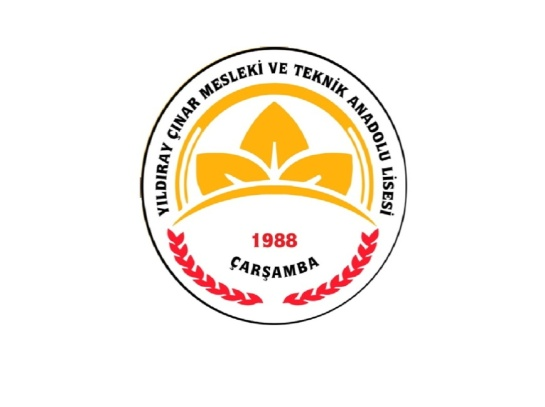 YILDIRAY ÇINAR MESLEKİ VE TEKNİK ANADOLU LİSESİ
1988
ÇARŞAMBA